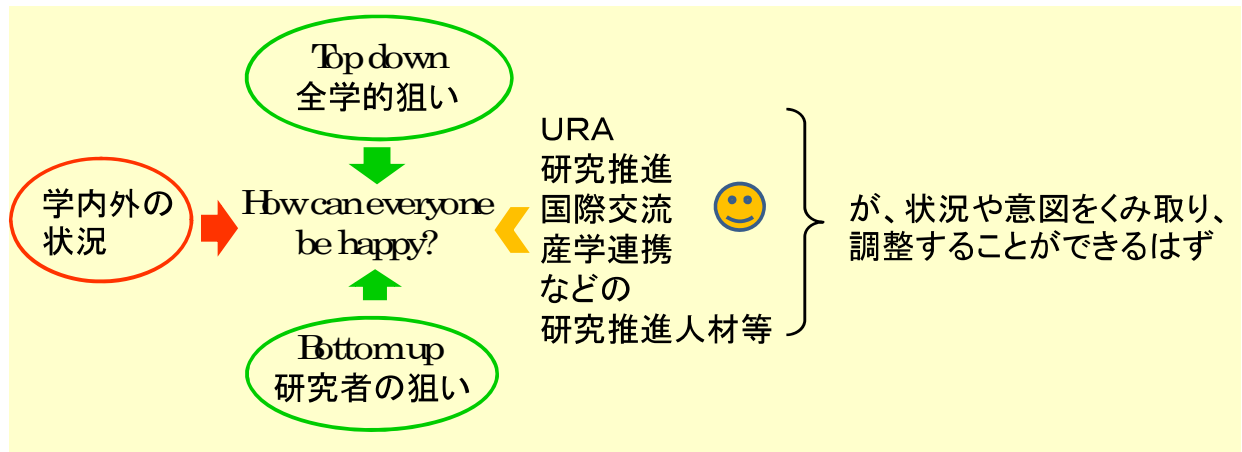 Top down
全学的狙い
学内外の
状況
How can everyone
be happy?
Bottom up
研究者の狙い
URA
研究推進
国際交流
産学連携
などの
研究推進人材等
が、状況や意図をくみ取り、
調整することができるはず